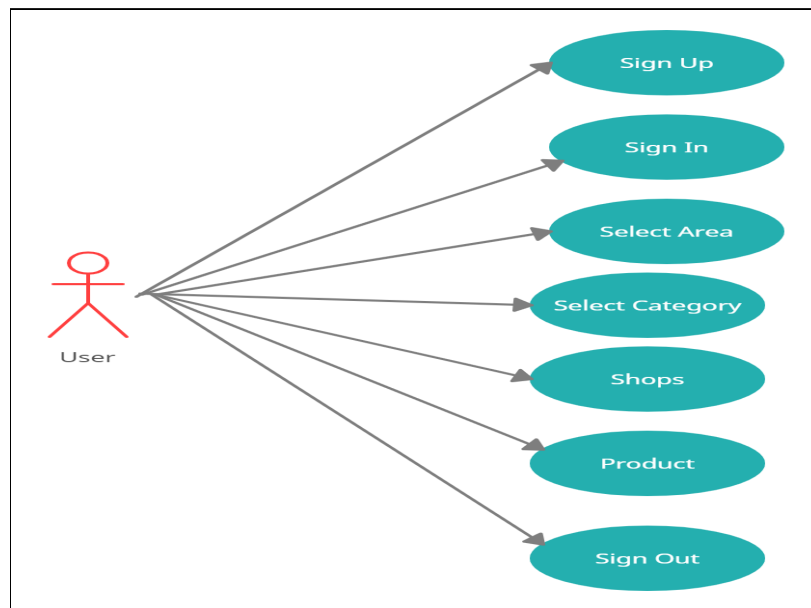 Sign Up
Sign In
Select Area
Select Category
User
Shops
Product
Sign Out